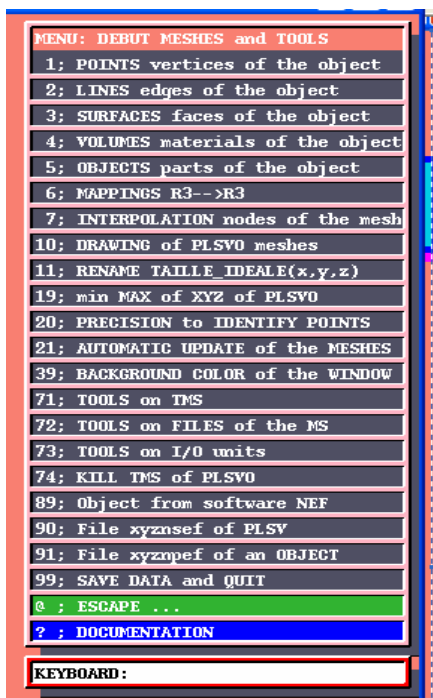 MENU: DEBUT MESHES and TOOLS
1; POINTS vertices of the object
2; LINES edges of the object
3; SURFACES faces of the object
4; VOLUMES materials of the object
5; OBJECTS parts of the object
6; MAPPINGS R3-->R3
7; INTERPOLATION nodes of the mesh
10; DRAWING of PLSVO meshes
11; RENAME TAILLE_IDEALE(x,y,z)
19; min MAX of XYZ of PLSVO
20; PRECISION to IDENTIFY POINTS
21; AUTOMATIC UPDATE of the MESHES
39; BACKGROUND COLOR of the WINDOW
71; TOOLS on TMS
72; TOOLS on FILES of the MS
73; TOOLS on I/O units
74; KILL TMS of PLSVO
89; Object from software NEF
90; File xyznsef of PLSV
91; File xyznpef of an OBJECT
99; SAVE DATA and QUIT
@ ; ESCAPE ...
? ; DOCUMENTATION
KEYBOARD: